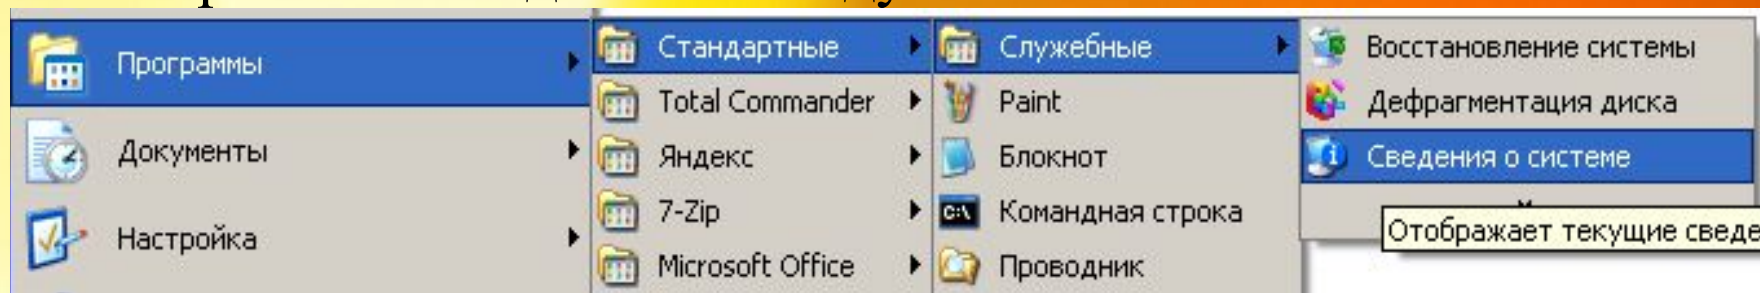 Программы
Документы
Настройка
Стандартные
Total Commander
Яндекс
7-Zip
Microsoft Office
Служебные
Paint
Блокнот
C:\
Командная строка
Проводник
Восстановление системы
Дефрагментация диска
Сведения о системе
Отображает текущие сведе